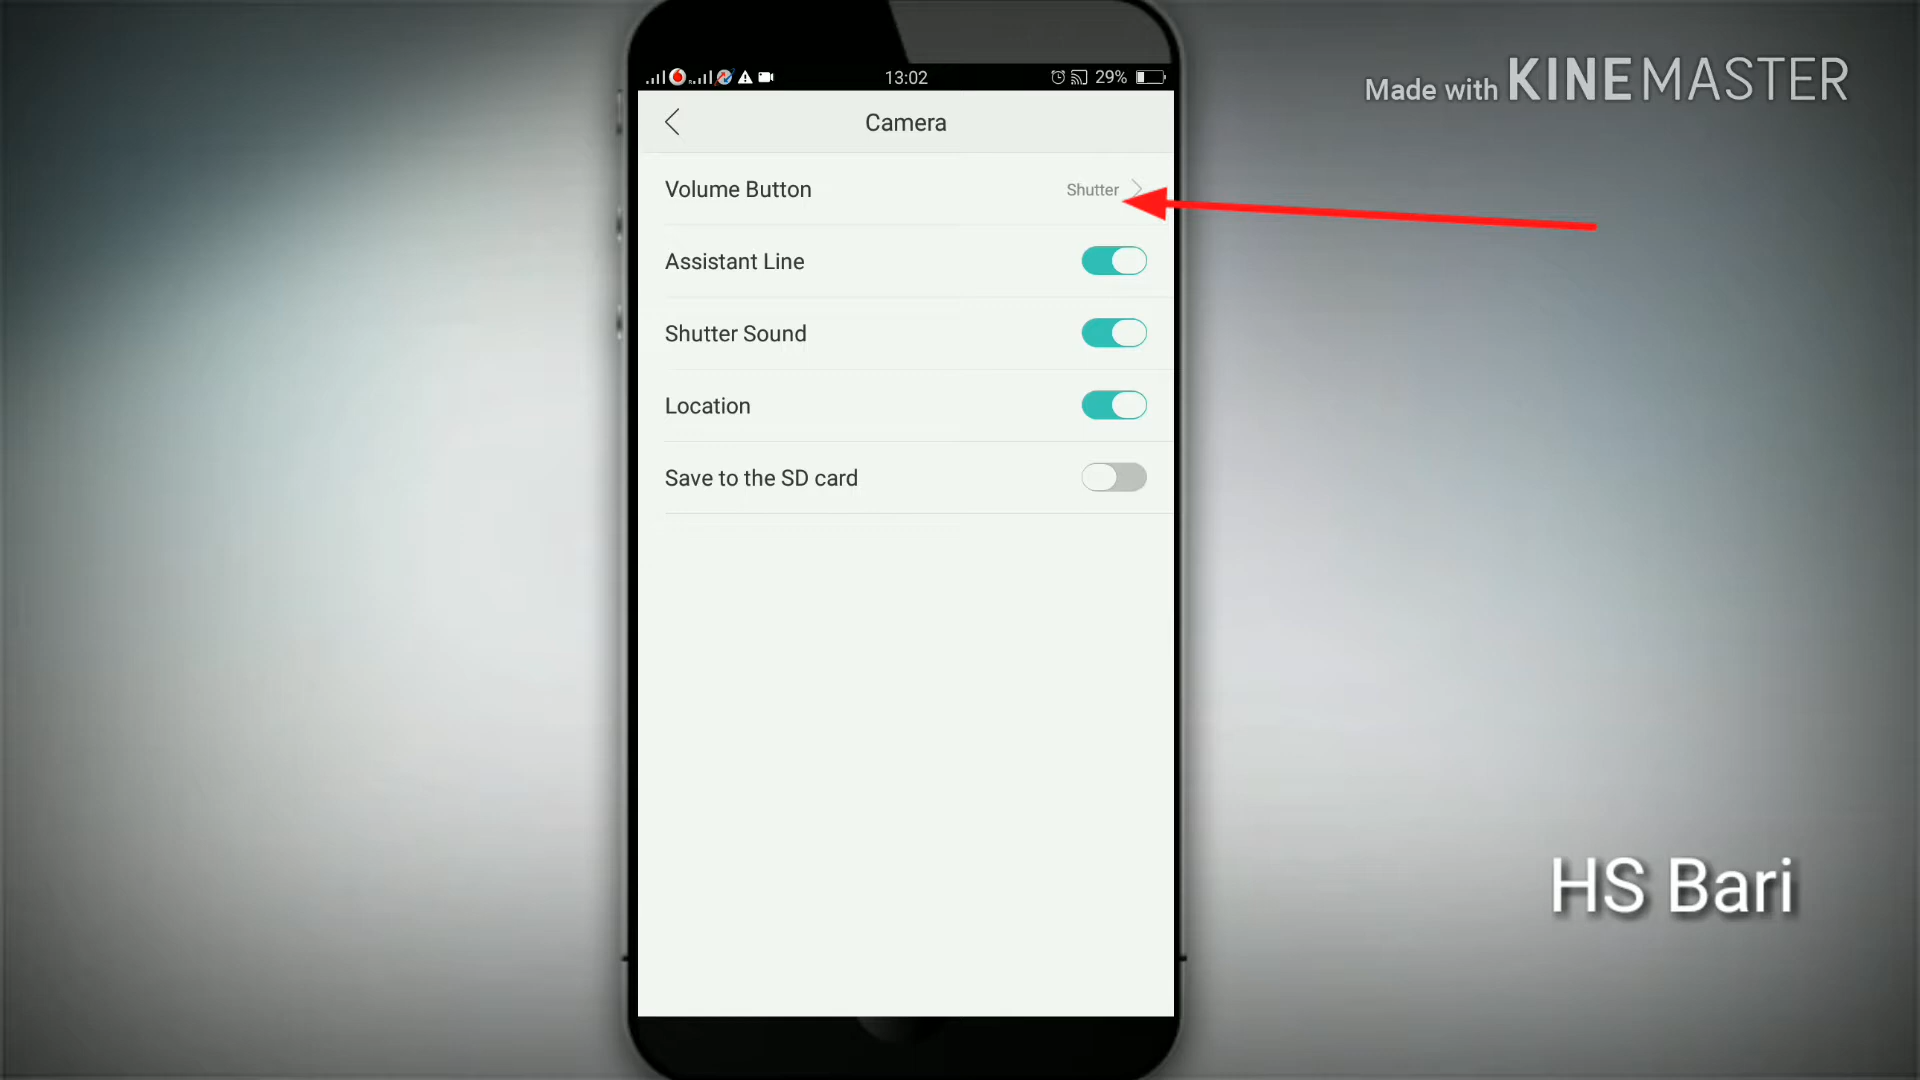 Made with KINEMASTER
13:02
29%
Camera
Volume Button Shutter
Assistant Line
Shutter Sound
Location
Save to the SD card
HS Bari